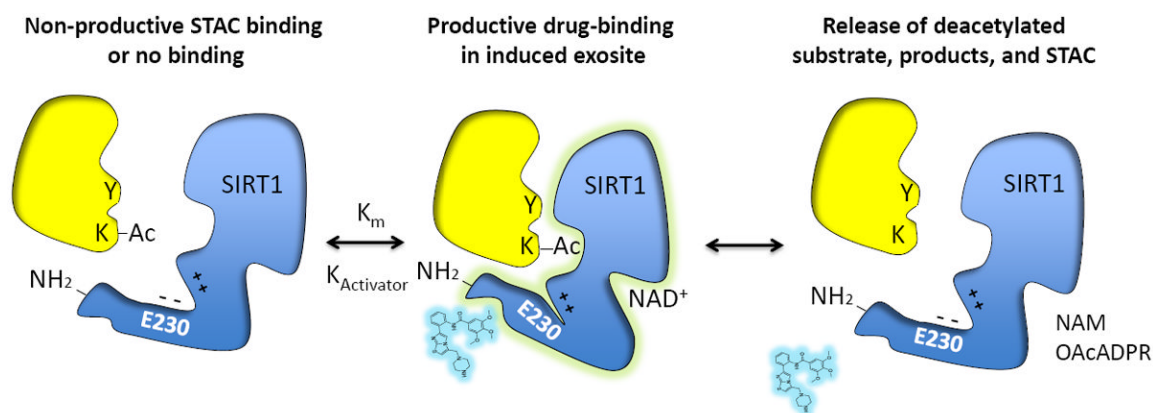 Non-productive STAC binding
or no binding
Productive drug-binding
in induced exosite
Release of deacetylated
substrate, products, and STAC
Y
K –Ac
SIRT1
NH₂
++
- -
E230
Kₘ
K_Activator
Y
K –Ac
SIRT1
NH₂
++
E230
NAD⁺
Y
K
SIRT1
NH₂
++
- -
E230
NAM
OAcADPR